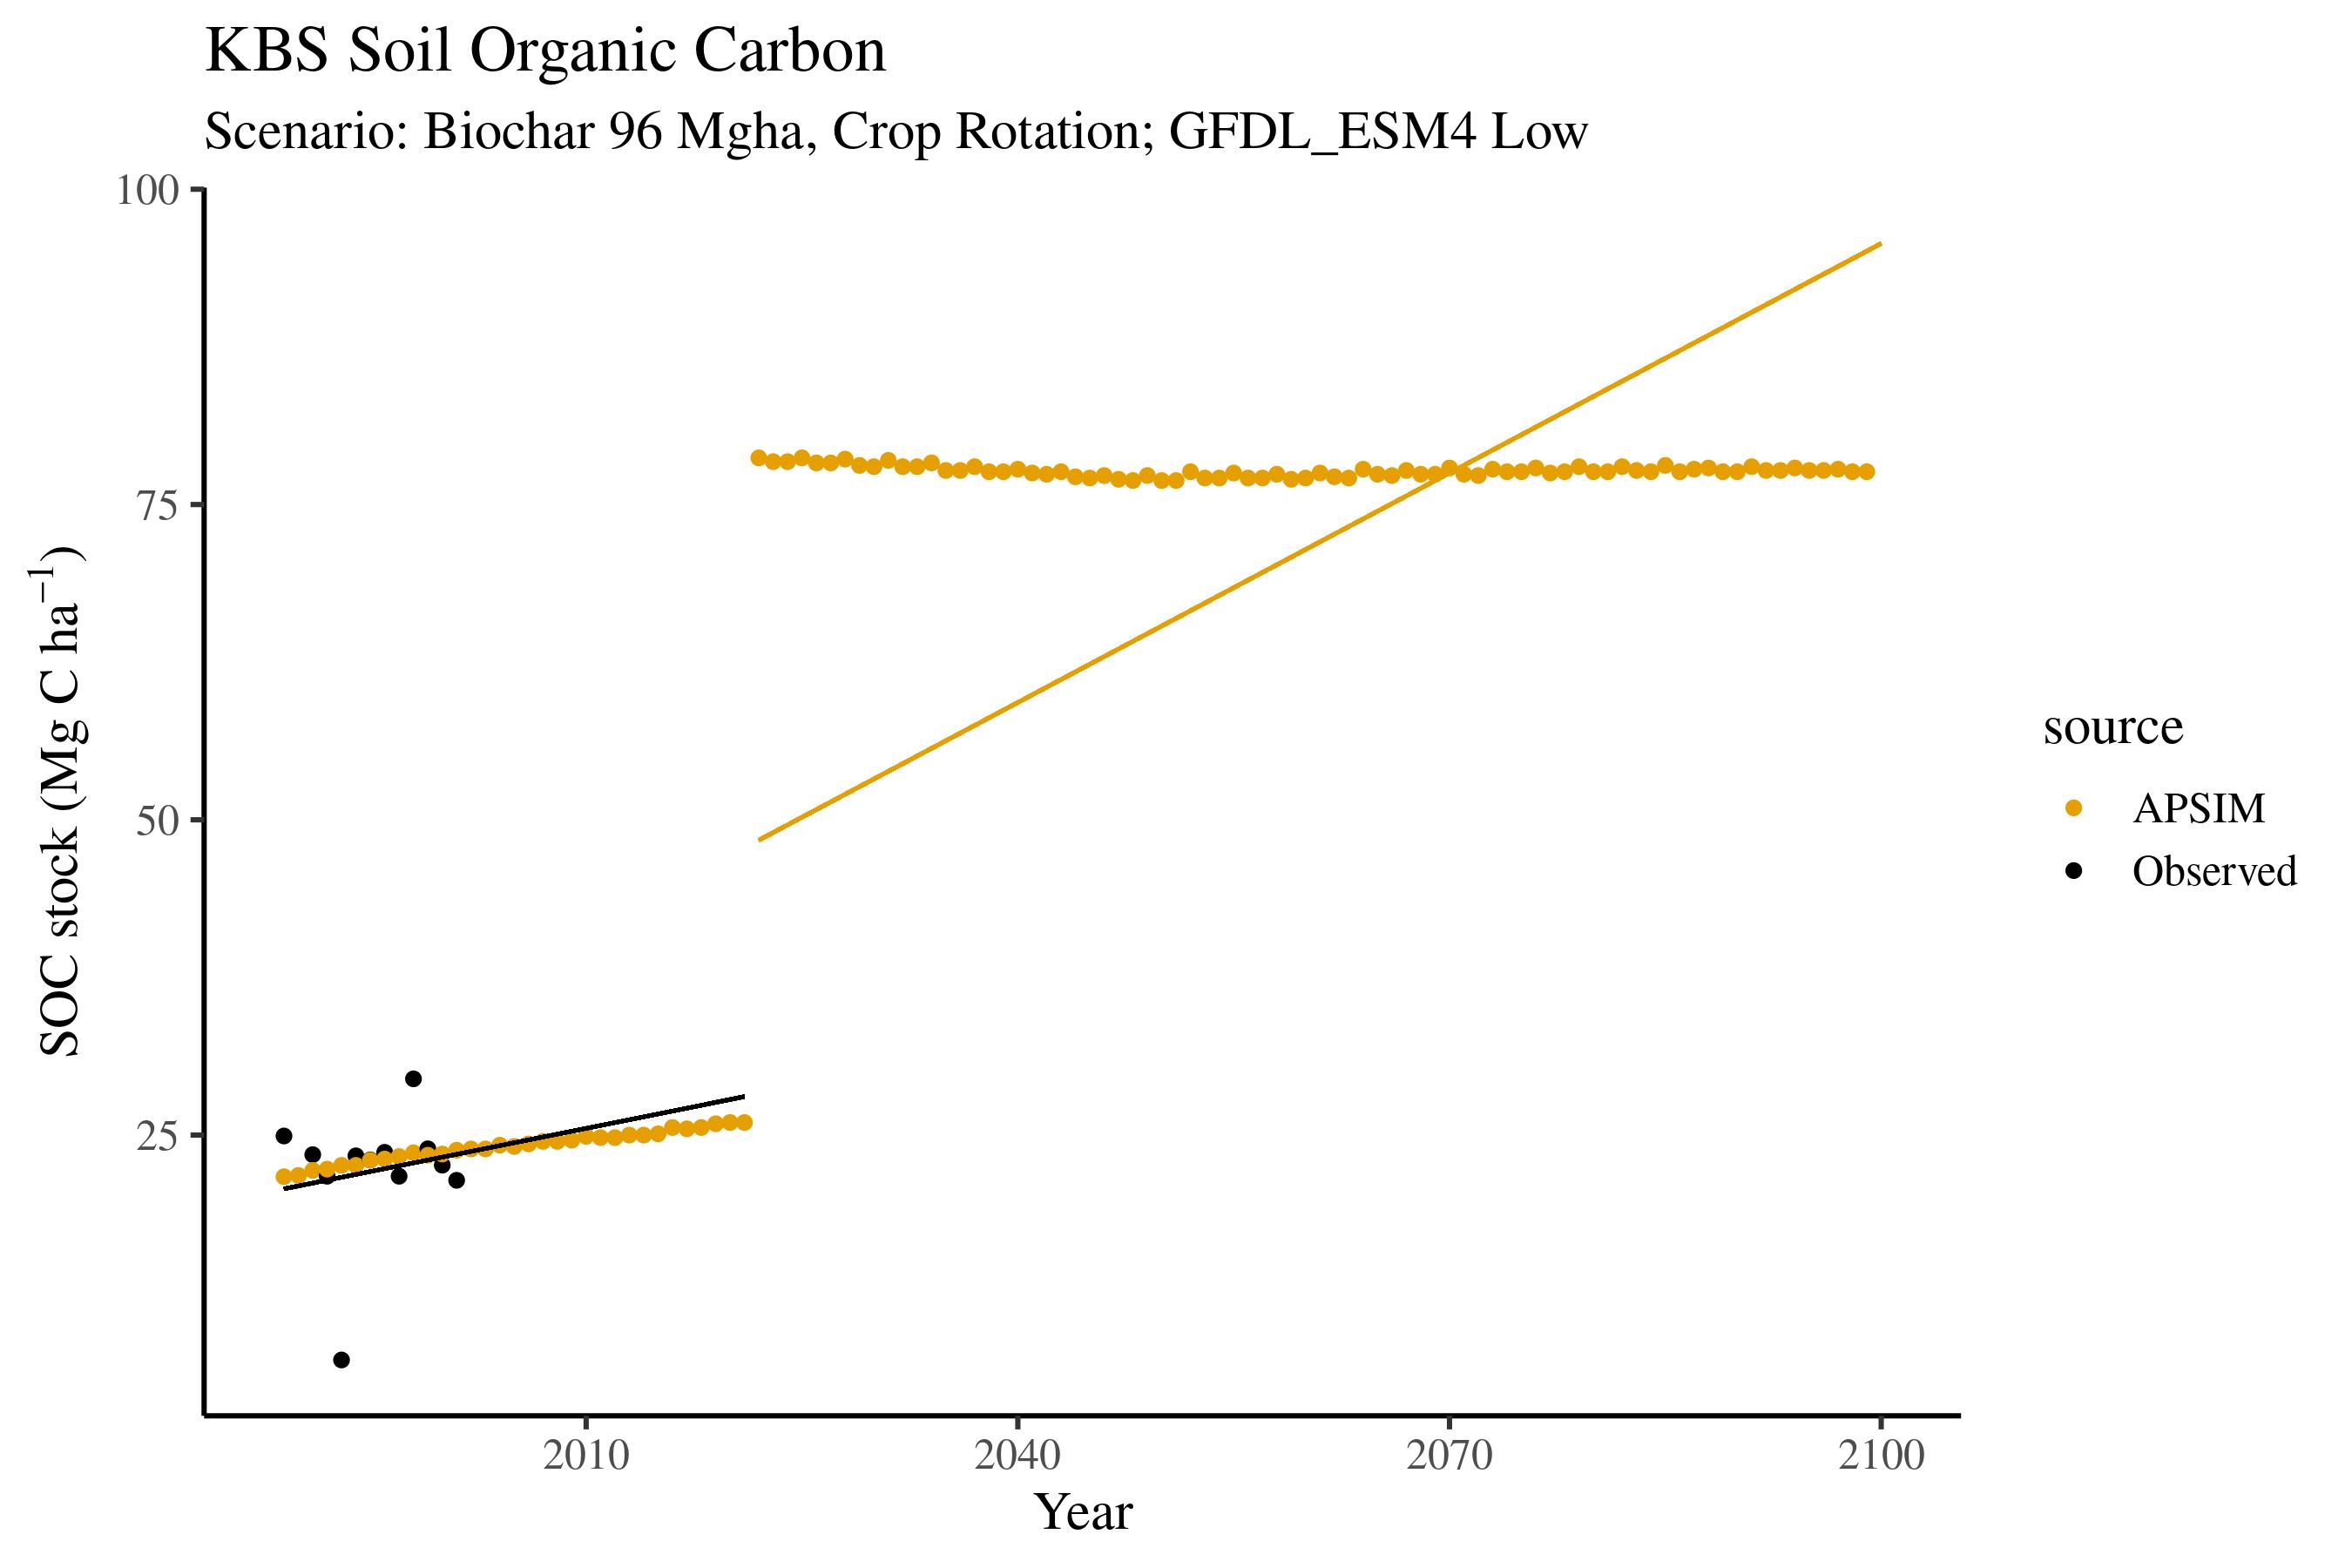 KBS Soil Organic Carbon
Scenario: Biochar 96 Mgha, Crop Rotation; GFDL_ESM4 Low
100
75
50
25
SOC stock (Mg C ha⁻¹)
2010 2040 2070 2100
Year
source
APSIM
Observed